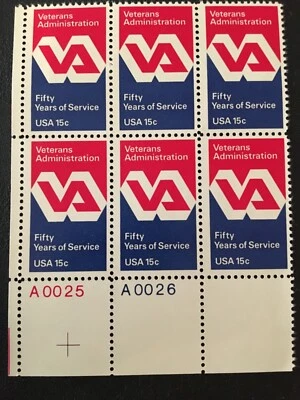 Veterans Administration
VA
Fifty
Years of Service
USA 15c
Veterans Administration
VA
Fifty
Years of Service
USA 15c
Veterans Administration
VA
Fifty
Years of Service
USA 15c
Veterans Administration
VA
Fifty
Years of Service
USA 15c
Veterans Administration
VA
Fifty
Years of Service
USA 15c
Veterans Administration
VA
Fifty
Years of Service
USA 15c
A0025
A0026